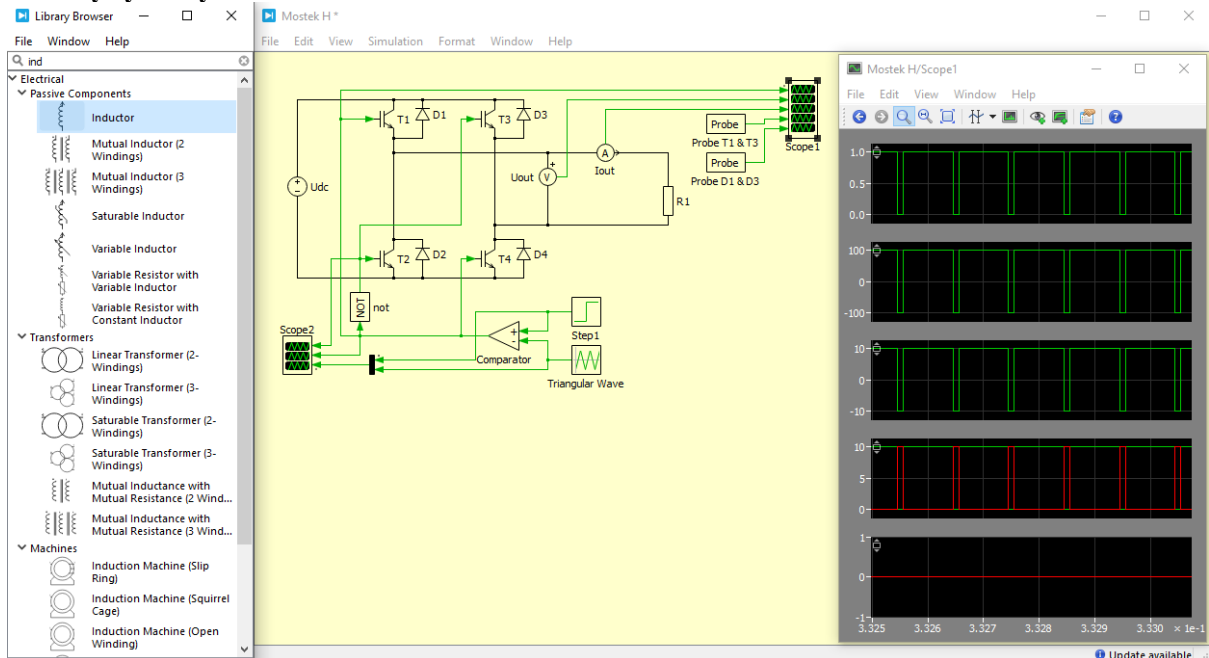 Library Browser
File Window Help
ind
Electrical
Passive Components
Inductor
Mutual Inductor (2
Windings)
Mutual Inductor (3
Windings)
Saturable Inductor
Variable Inductor
Variable Resistor with
Variable Inductor
Variable Resistor with
Constant Inductor
Transformers
Linear Transformer (2-
Windings)
Linear Transformer (3-
Windings)
Saturable Transformer (2-
Windings)
Saturable Transformer (3-
Windings)
Mutual Inductance with
Mutual Resistance (2 Wind...
Mutual Inductance with
Mutual Resistance (3 Wind...
Machines
Induction Machine (Slip
Ring)
Induction Machine (Squirrel
Cage)
Induction Machine (Open
Winding)
Mostek H *
File Edit View Simulation Format Window Help
T1 D1 T3 D3
Probe
Probe T1 & T3
Scope1
Probe
Probe D1 & D3
Udc
Uout V
A
Iout
R1
T2 D2 T4 D4
NOT not
Scope2
Step1
Comparator
Triangular Wave
Mostek H/Scope1
File Edit View Window Help
1.0
0.5
0.0
100
0
-100
10
0
-10
10
5
0
1
0
-1
3.325 3.326 3.327 3.328 3.329 3.330 × 1e-1
Update available